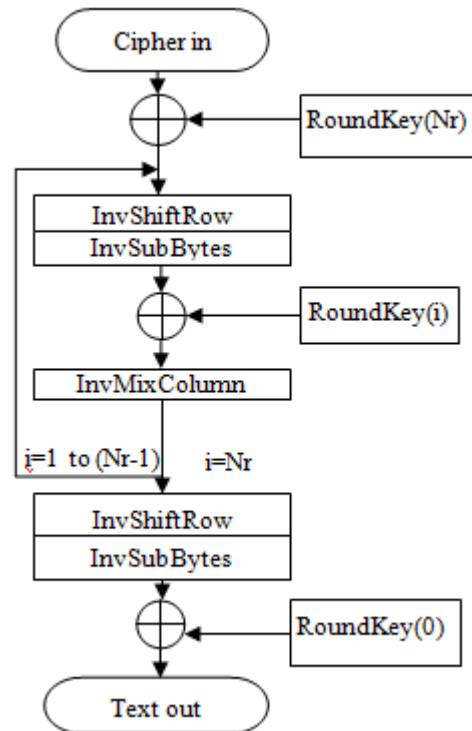 Cipher in
RoundKey(Nr)
InvShiftRow
InvSubBytes
RoundKey(i)
InvMixColumn
i=1 to (Nr-1) i=Nr
InvShiftRow
InvSubBytes
RoundKey(0)
Text out